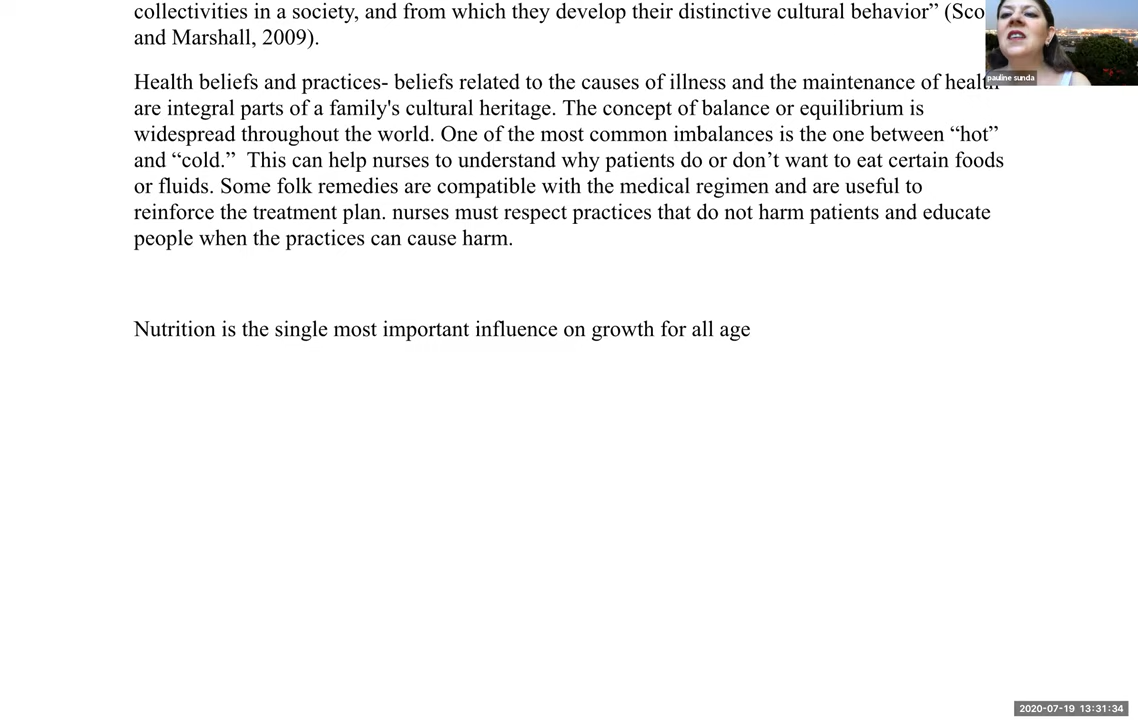 collectivities in a society, and from which they develop their distinctive cultural behavior” (Sco
and Marshall, 2009).
pauline sunda
Health beliefs and practices- beliefs related to the causes of illness and the maintenance of health
are integral parts of a family's cultural heritage. The concept of balance or equilibrium is
widespread throughout the world. One of the most common imbalances is the one between “hot”
and “cold.”  This can help nurses to understand why patients do or don’t want to eat certain foods
or fluids. Some folk remedies are compatible with the medical regimen and are useful to
reinforce the treatment plan. nurses must respect practices that do not harm patients and educate
people when the practices can cause harm.
Nutrition is the single most important influence on growth for all age
2020-07-19 13:31:34